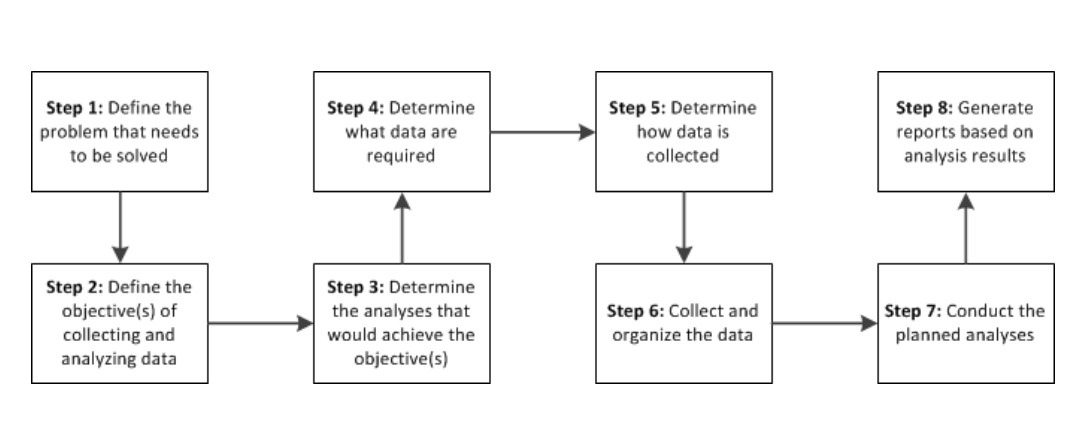 Step 1: Define the
problem that needs
to be solved
Step 2: Define the
objective(s) of
collecting and
analyzing data
Step 3: Determine
the analyses that
would achieve the
objective(s)
Step 4: Determine
what data are
required
Step 5: Determine
how data is
collected
Step 6: Collect and
organize the data
Step 7: Conduct the
planned analyses
Step 8: Generate
reports based on
analysis results